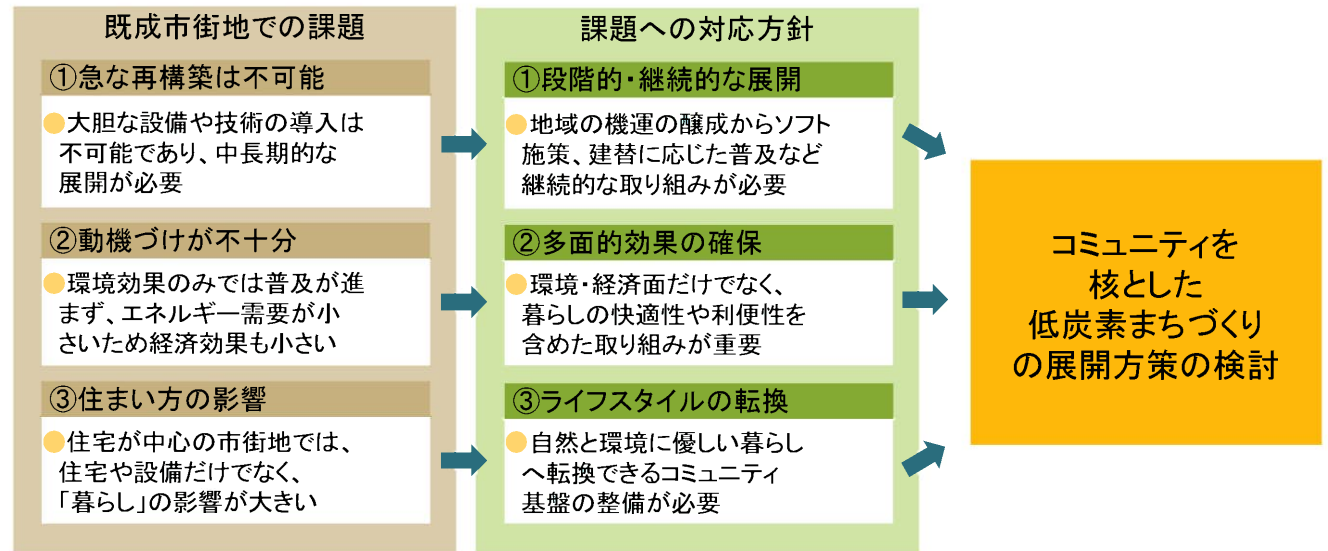 既成市街地での課題
①急な再構築は不可能
●大胆な設備や技術の導入は
不可能であり、中長期的な
展開が必要
②動機づけが不十分
●環境効果のみでは普及が進
まず、エネルギー需要が小
さいため経済効果も小さい
③住まい方の影響
●住宅が中心の市街地では、
住宅や設備だけでなく、
「暮らし」の影響が大きい
課題への対応方針
①段階的・継続的な展開
●地域の機運の醸成からソフト
施策、建替に応じた普及など
継続的な取り組みが必要
②多面的効果の確保
●環境・経済面だけでなく、
暮らしの快適性や利便性を
含めた取り組みが重要
③ライフスタイルの転換
●自然と環境に優しい暮らし
へ転換できるコミュニティ
基盤の整備が必要
コミュニティを
核とした
低炭素まちづくり
の展開方策の検討